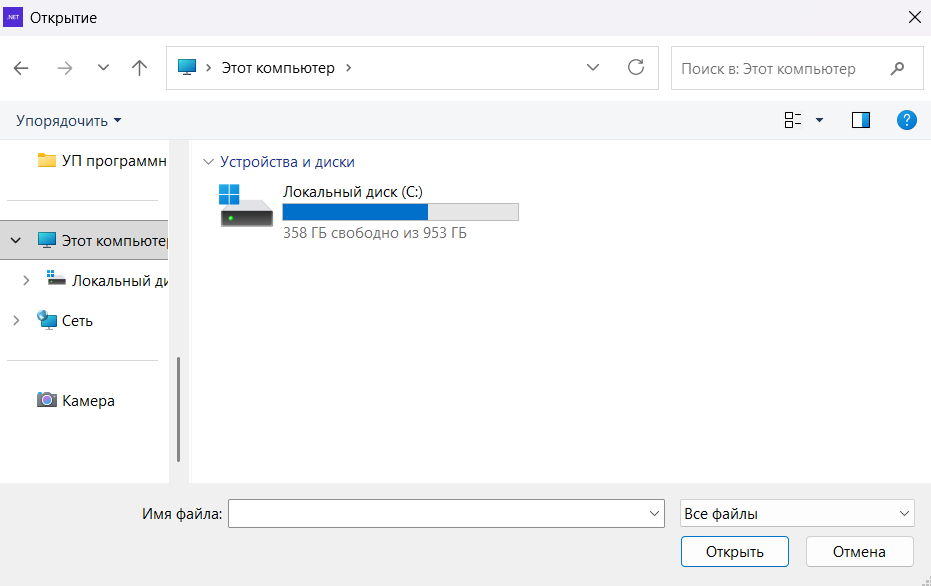 .NET Открытие
Этот компьютер
Поиск в: Этот компьютер
Упорядочить
?
УП программн
Этот компьютер
Локальный ди
Сеть
Камера
Устройства и диски
Локальный диск (C:)
358 ГБ свободно из 953 ГБ
Имя файла:
Все файлы
Открыть
Отмена